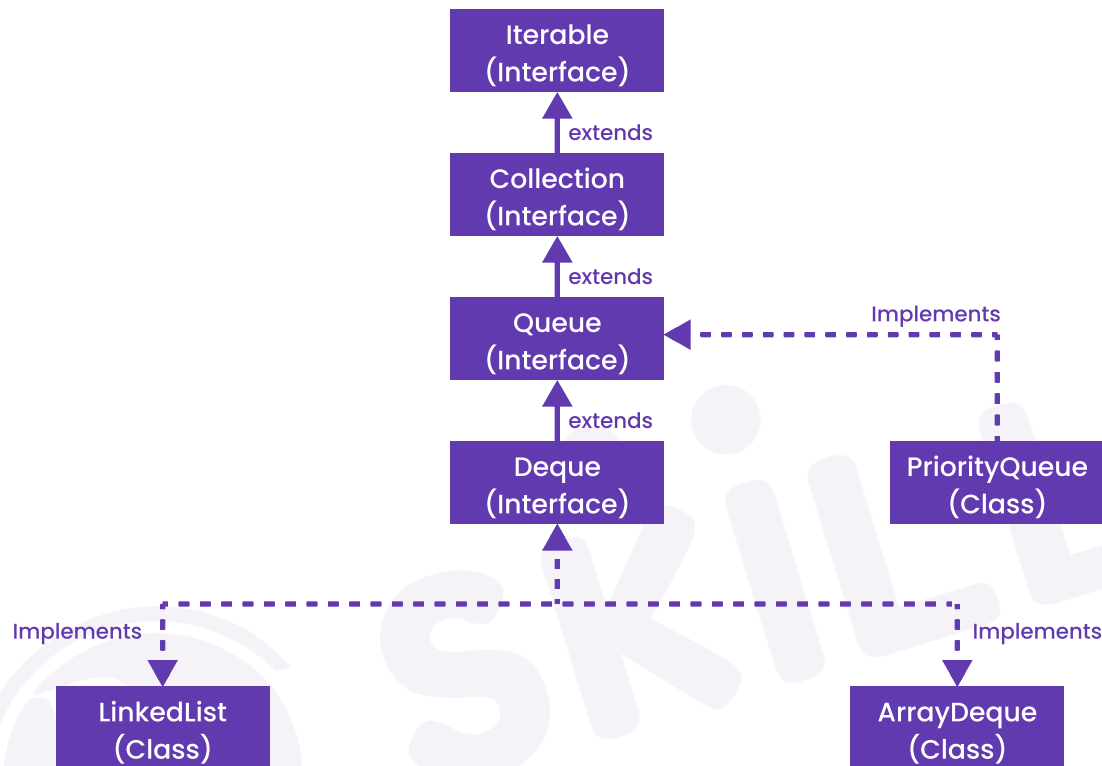 Iterable
(Interface)
extends
Collection
(Interface)
extends
Queue
(Interface)
Implements
extends
Deque
(Interface)
PriorityQueue
(Class)
Implements
Implements
LinkedList
(Class)
ArrayDeque
(Class)
SKILL